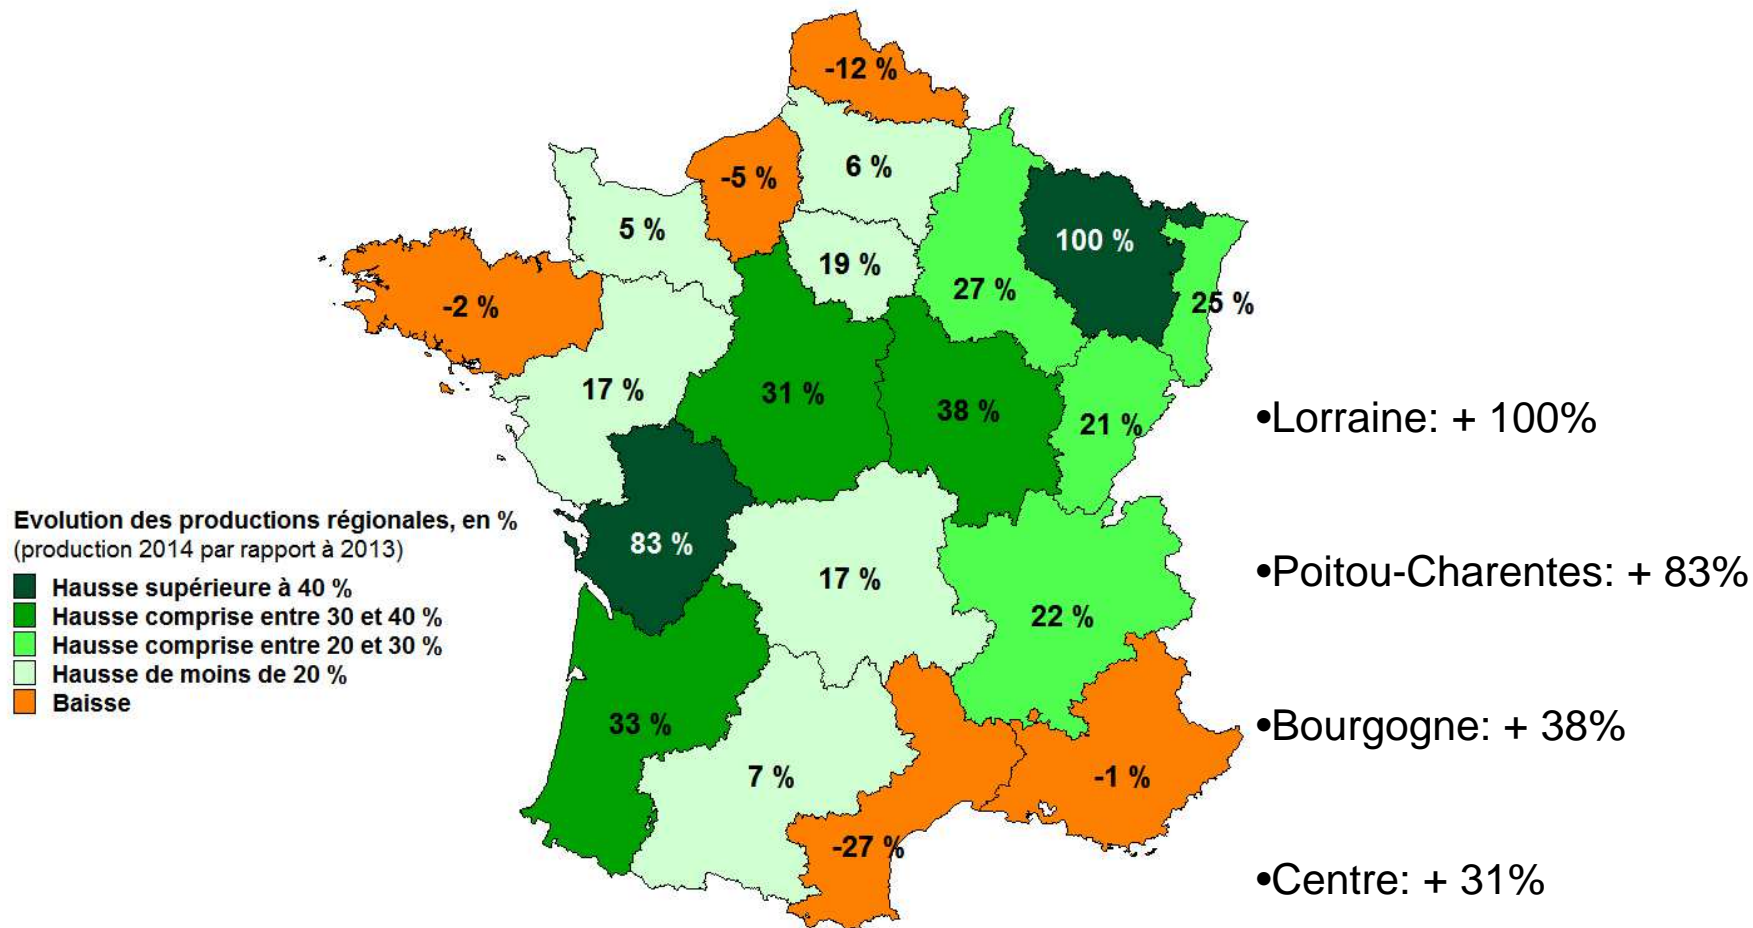 -12 %
-5 %
6 %
5 %
100 %
19 %
27 %
25 %
-2 %
17 %
31 %
38 %
21 %
•Lorraine: + 100%
Evolution des productions régionales, en %
(production 2014 par rapport à 2013)
Hausse supérieure à 40 %
Hausse comprise entre 30 et 40 %
Hausse comprise entre 20 et 30 %
Hausse de moins de 20 %
Baisse
83 %
17 %
22 %
•Poitou-Charentes: + 83%
33 %
7 %
-1 %
•Bourgogne: + 38%
-27 %
•Centre: + 31%